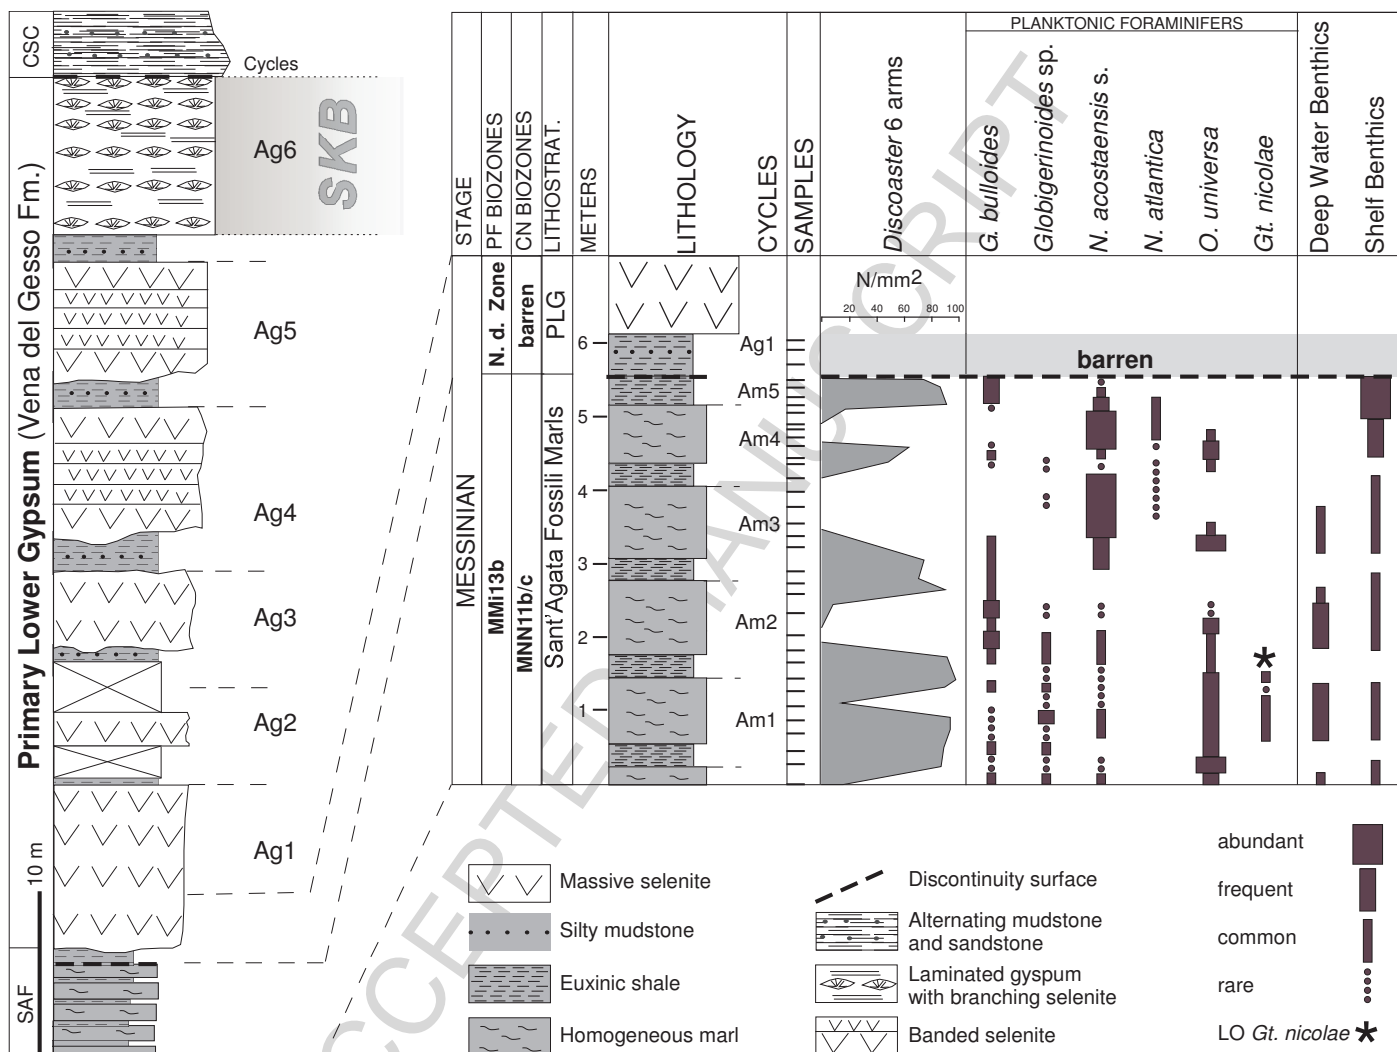 CSC
Primary Lower Gypsum (Vena del Gesso Fm.)
SAF
10 m
Cycles
SKB
Ag6
Ag5
Ag4
Ag3
Ag2
Ag1
STAGE
PF BIOZONES
CN BIOZONES
LITHOSTRAT.
METERS
LITHOLOGY
CYCLES
SAMPLES
Discoaster 6 arms
PLANKTONIC FORAMINIFERS
G. bulloides
Globigerinoides sp.
N. acostaensis s.
N. atlantica
O. universa
Gt. nicolae
Deep Water Benthics
Shelf Benthics
N/mm2
20 40 60 80 100
MESSINIAN
N. d. Zone
MMi13b
barren
MNN11b/c
PLG
Sant'Agata Fossili Marls
6
5
4
3
2
1
Ag1
Am5
Am4
Am3
Am2
Am1
barren
ACCEPTED MANUSCRIPT
Massive selenite
Silty mudstone
Euxinic shale
Homogeneous marl
Discontinuity surface
Alternating mudstone
and sandstone
Laminated gyspum
with branching selenite
Banded selenite
abundant
frequent
common
rare
LO Gt. nicolae